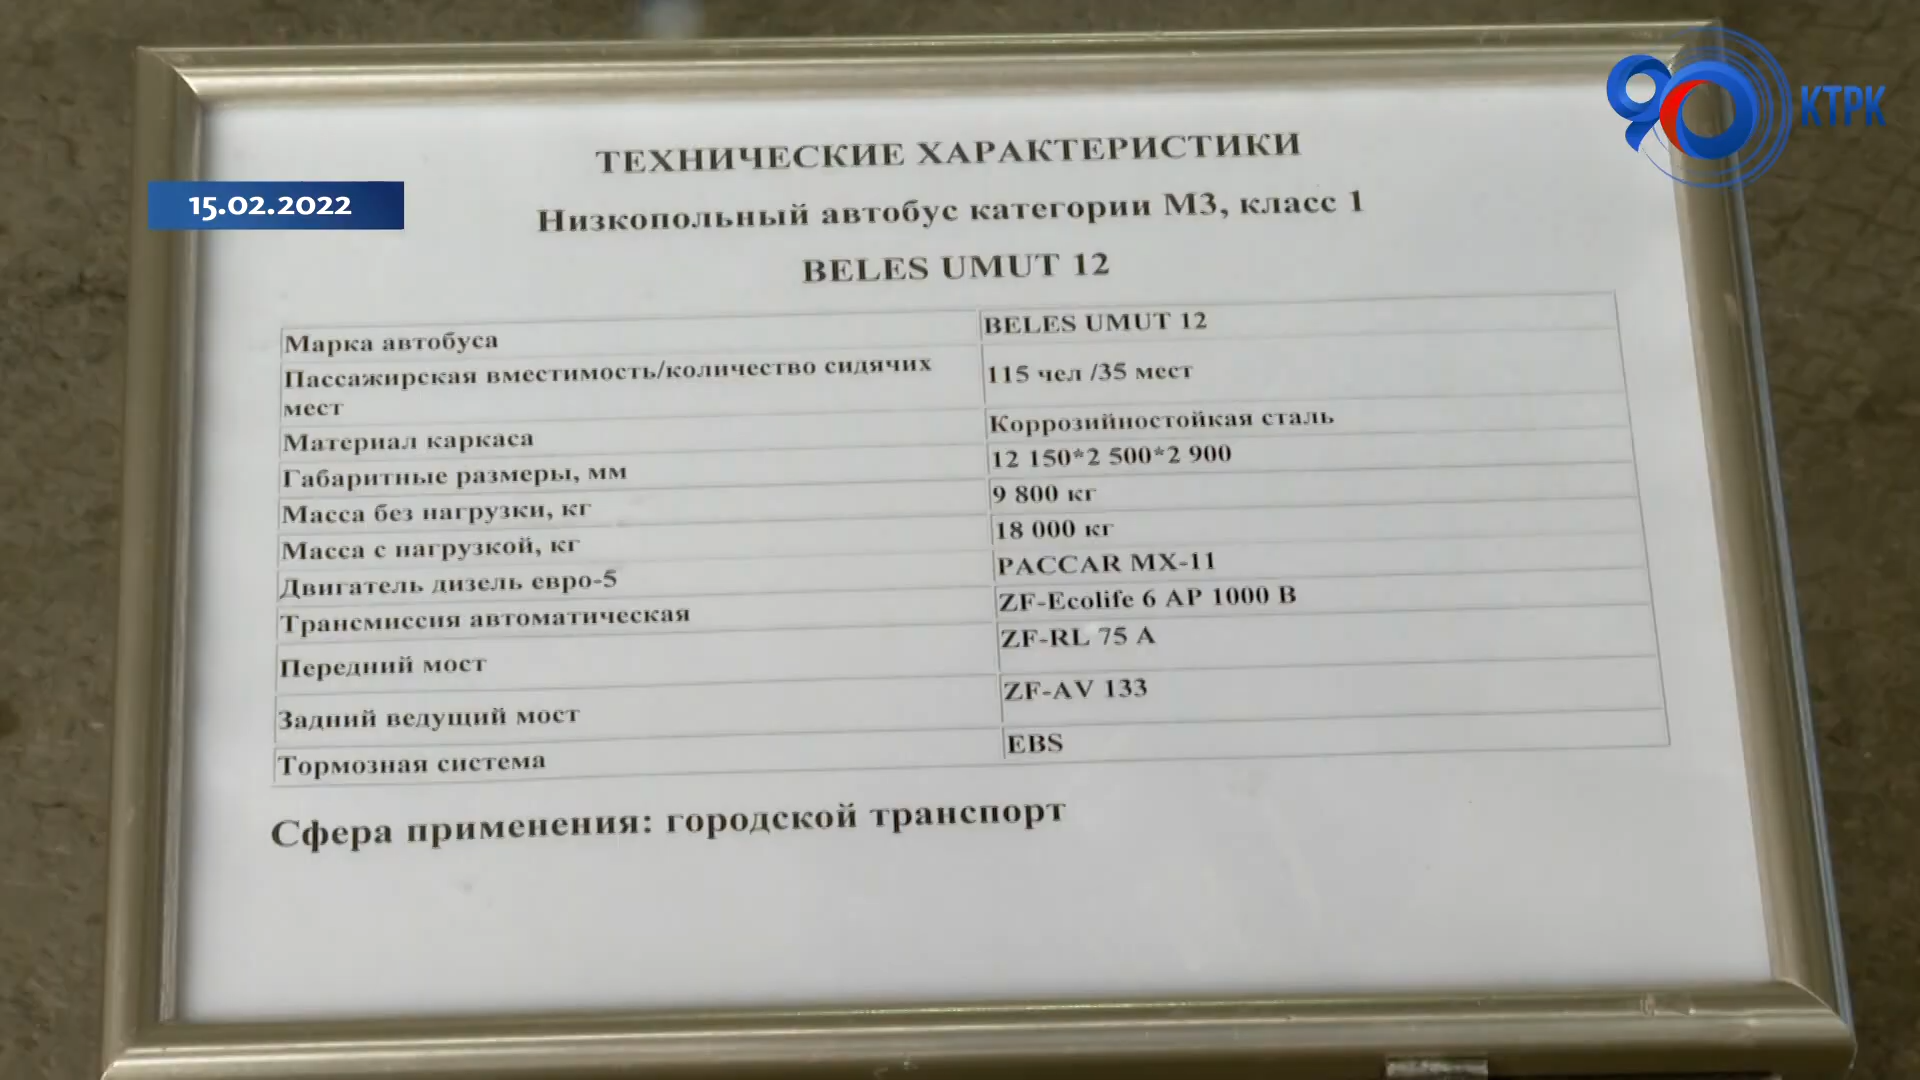 90 КТРК
15.02.2022
ТЕХНИЧЕСКИЕ ХАРАКТЕРИСТИКИ
Низкопольный автобус категории М3, класс 1
BELES UMUT 12
Марка автобуса BELES UMUT 12
Пассажирская вместимость/количество сидячих
мест 115 чел /35 мест
Материал каркаса Коррозийностойкая сталь
Габаритные размеры, мм 12 150*2 500*2 900
Масса без нагрузки, кг 9 800 кг
Масса с нагрузкой, кг 18 000 кг
Двигатель дизель евро-5 PACCAR MX-11
Трансмиссия автоматическая ZF-Ecolife 6 AP 1000 B
Передний мост ZF-RL 75 A
Задний ведущий мост ZF-AV 133
Тормозная система EBS
Сфера применения: городской транспорт